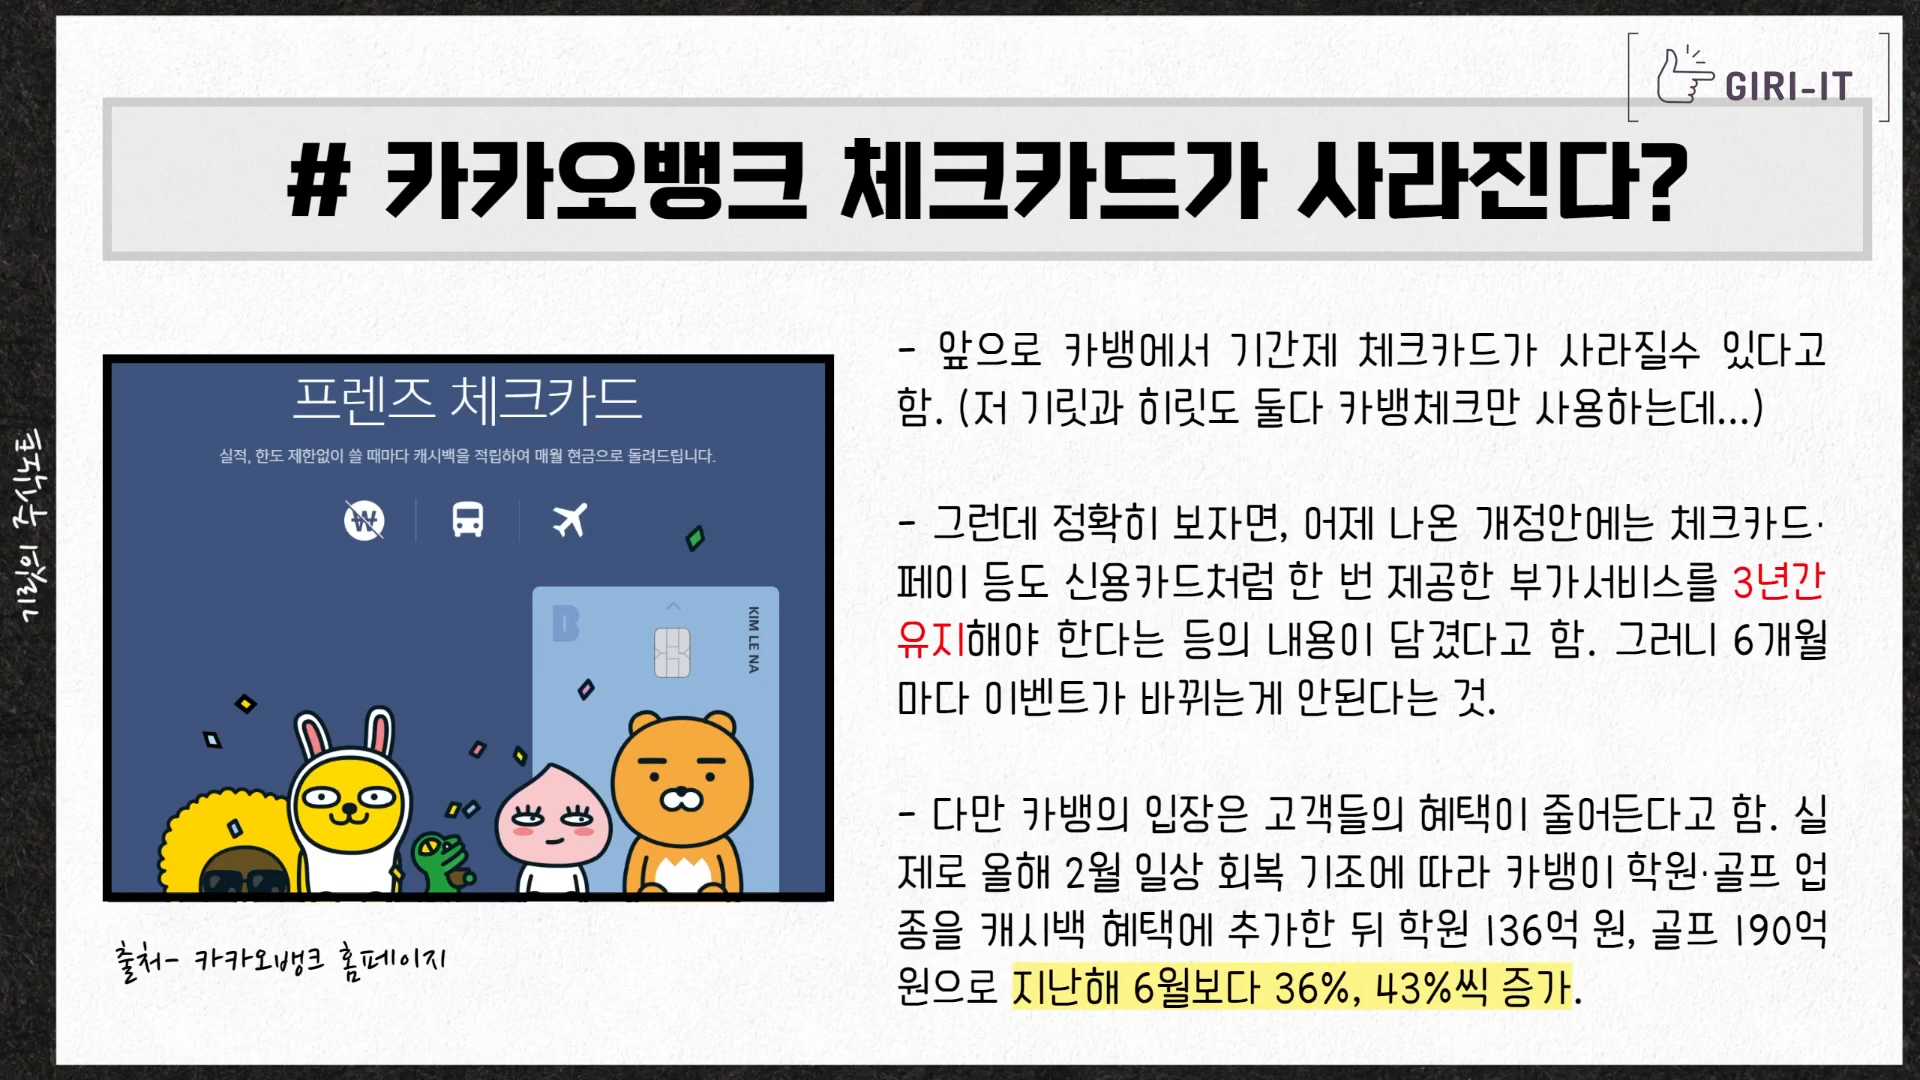 GIRI-IT
# 카카오뱅크 체크카드가 사라진다?
기릿의 주식노트
프렌즈 체크카드
실적, 한도 제한없이 쓸 때마다 캐시백을 적립하여 매월 현금으로 돌려드립니다.
B
KIM LE NA
출처- 카카오뱅크 홈페이지
- 앞으로 카뱅에서 기간제 체크카드가 사라질수 있다고
함. (저 기릿과 히릿도 둘다 카뱅체크만 사용하는데...)
- 그런데 정확히 보자면, 어제 나온 개정안에는 체크카드·
페이 등도 신용카드처럼 한 번 제공한 부가서비스를 3년간
유지해야 한다는 등의 내용이 담겼다고 함. 그러니 6개월
마다 이벤트가 바뀌는게 안된다는 것.
- 다만 카뱅의 입장은 고객들의 혜택이 줄어든다고 함. 실
제로 올해 2월 일상 회복 기조에 따라 카뱅이 학원·골프 업
종을 캐시백 혜택에 추가한 뒤 학원 136억 원, 골프 190억
원으로 지난해 6월보다 36%, 43%씩 증가.